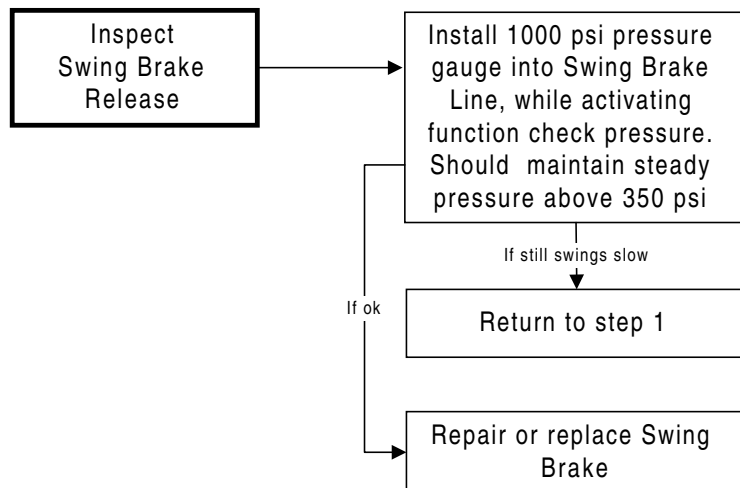 Inspect
Swing Brake
Release
Install 1000 psi pressure
gauge into Swing Brake
Line, while activating
function check pressure.
Should maintain steady
pressure above 350 psi
If still swings slow
If ok
Return to step 1
Repair or replace Swing
Brake